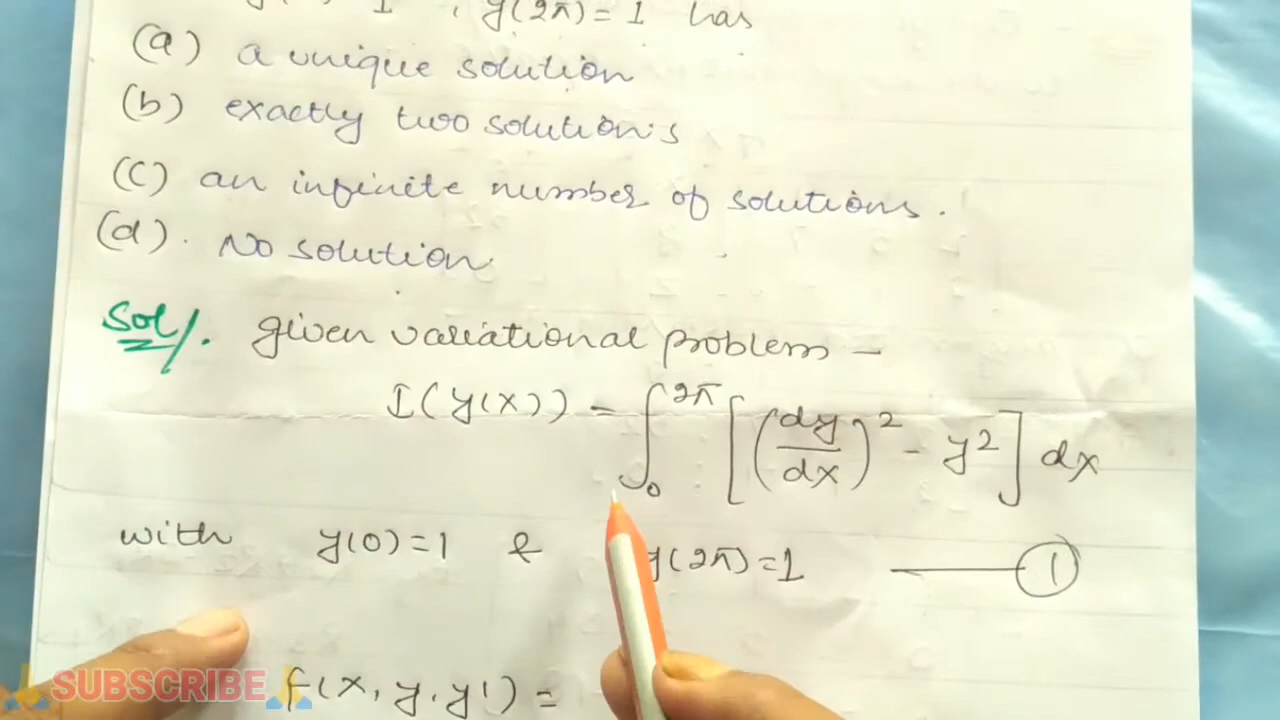 y( 1 , y(2π) = 1 has
(a) a unique solution
(b) exactly two solutions
(c) an infinite number of solutions.
(d). No solution
Sol/. given variational problem –
I(y(x)) = ∫₀^2π [(dy/dx)² - y²] dx
with y(0)=1 & y(2π)=1 —— ①
f(x, y, y') =
SUBSCRIBE